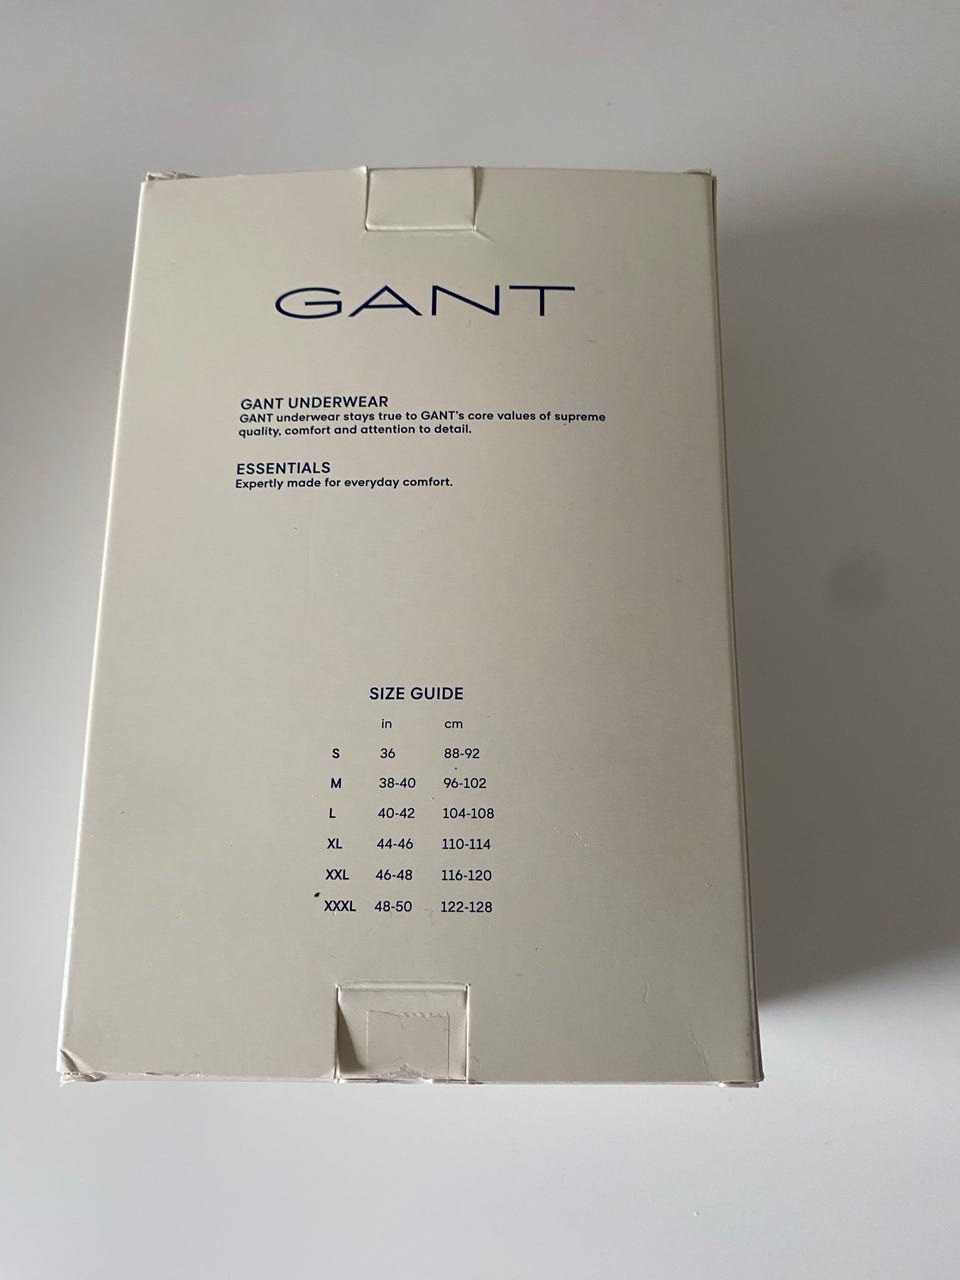 GANT
GANT UNDERWEAR
GANT underwear stays true to GANT's core values of supreme
quality, comfort and attention to detail.
ESSENTIALS
Expertly made for everyday comfort.
SIZE GUIDE
in cm
S 36 88-92
M 38-40 96-102
L 40-42 104-108
XL 44-46 110-114
XXL 46-48 116-120
XXXL 48-50 122-128